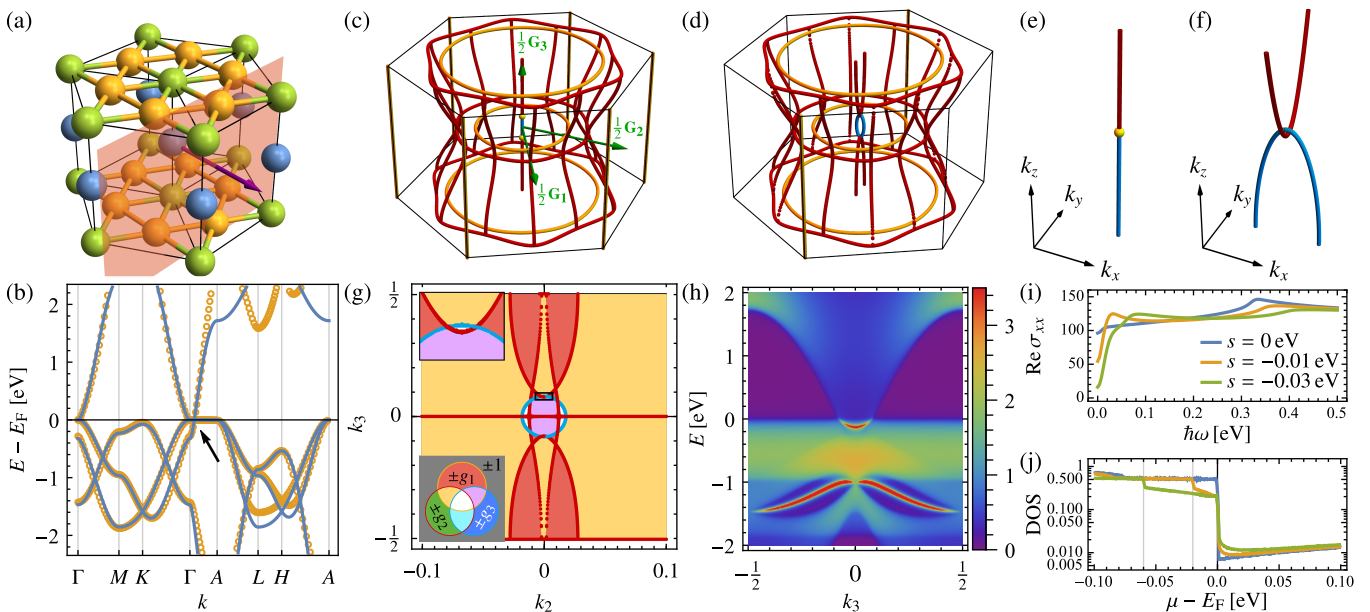 (a)
(c)
½G₃
½G₂
½G₁
(d)
(e)
k_z
k_y
k_x
(f)
k_z
k_y
k_x
(b)
E − E_F [eV]
2
1
0
−1
−2
Γ M K Γ A L H A
k
(g)
k₃
1/2
0
−1/2
±1
±g₁
±g₂
±g₃
−0.1 0 0.1
k₂
(h)
E [eV]
2
1
0
−1
−2
−1/2 0 1/2
k₃
3
2
1
0
(i)
Re σ_xx
150
100
50
0
s = 0 eV
s = −0.01 eV
s = −0.03 eV
0.0 0.1 0.2 0.3 0.4 0.5
ħω [eV]
(j)
DOS
1
0.500
0.100
0.050
0.010
0.005
−0.10 −0.05 0.0 0.05 0.10
μ − E_F [eV]